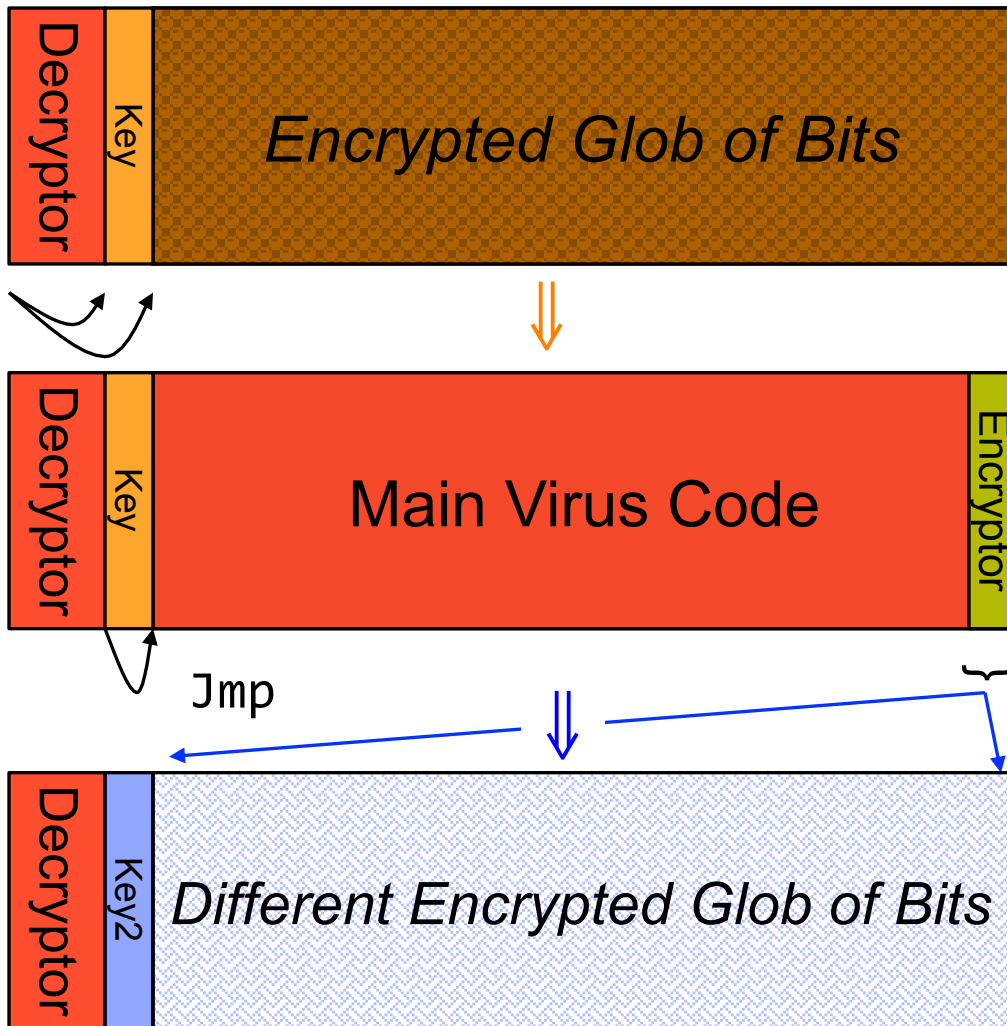 Decryptor
Key
Encrypted Glob of Bits
Decryptor
Key
Main Virus Code
Encryptor
Jmp
{
Decryptor
Key2
Different Encrypted Glob of Bits